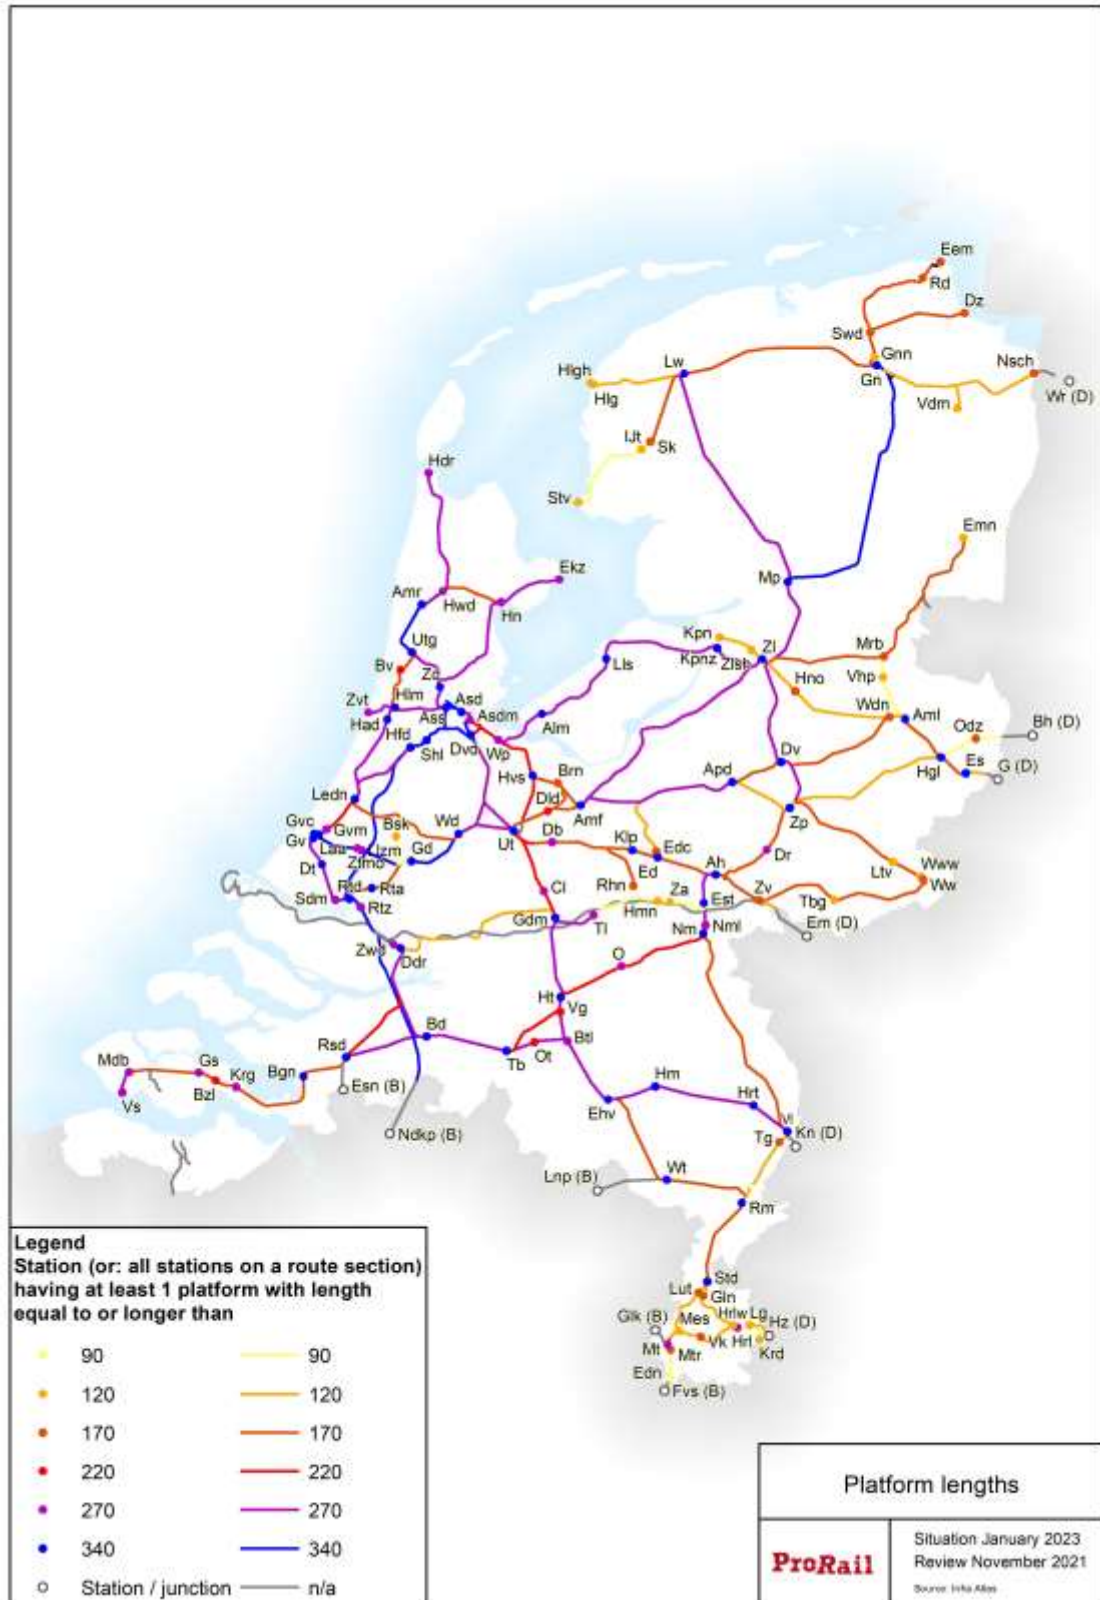 Eem
Rd
Dz
Swd
Gnn
Lw
Nsch
Hlgh
Gn
Wr (D)
Hlg
Vdm
IJt
Sk
Hdr
Stv
Emn
Ekz
Mp
Amr
Hwd
Hn
Utg
Kpn
Zl
Mrb
Bv
Lls
Kpnz
Zlsh
Vhp
Zd
Hno
Hlm
Asd
Wdn
Zvt
Ass
Asdm
Aml
Had
Alm
Odz
Bh (D)
Hfd
Dvd
Wp
Dv
Shl
Es
Hvs
Brn
Apd
Hgl
G (D)
Ledn
Dld
Gvc
Bsk
Wd
Amf
Zp
Gvm
Gv
Ut
Db
Klp
Laa
Izm
Gd
Edc
Dr
Ztmo
Ah
Www
Dt
Ed
Ltv
Ww
Rtd
Rta
Cl
Rhn
Za
Zv
Sdm
Est
Tbg
Rtz
Hmn
Gdm
Tl
Em (D)
Nm
Nml
Zwd
Ddr
O
Ht
Vg
Bd
Btl
Rsd
Ot
Mdb
Gs
Bgn
Tb
Hm
Krg
Hrt
Bzl
Esn (B)
Vs
Ehv
Vl
Ndkp (B)
Kn (D)
Tg
Wt
Lnp (B)
Rm
Legend
Station (or: all stations on a route section)
having at least 1 platform with length
equal to or longer than
90 90
120 120
170 170
220 220
270 270
340 340
Station / junction n/a
Std
Lut
Gln
Glk (B)
Mes
Hrlw
Lg
Hz (D)
Mt
Vk
Hrl
Mtr
Krd
Edn
Fvs (B)
Platform lengths
ProRail
Situation January 2023
Review November 2021
Source: Infra Atlas